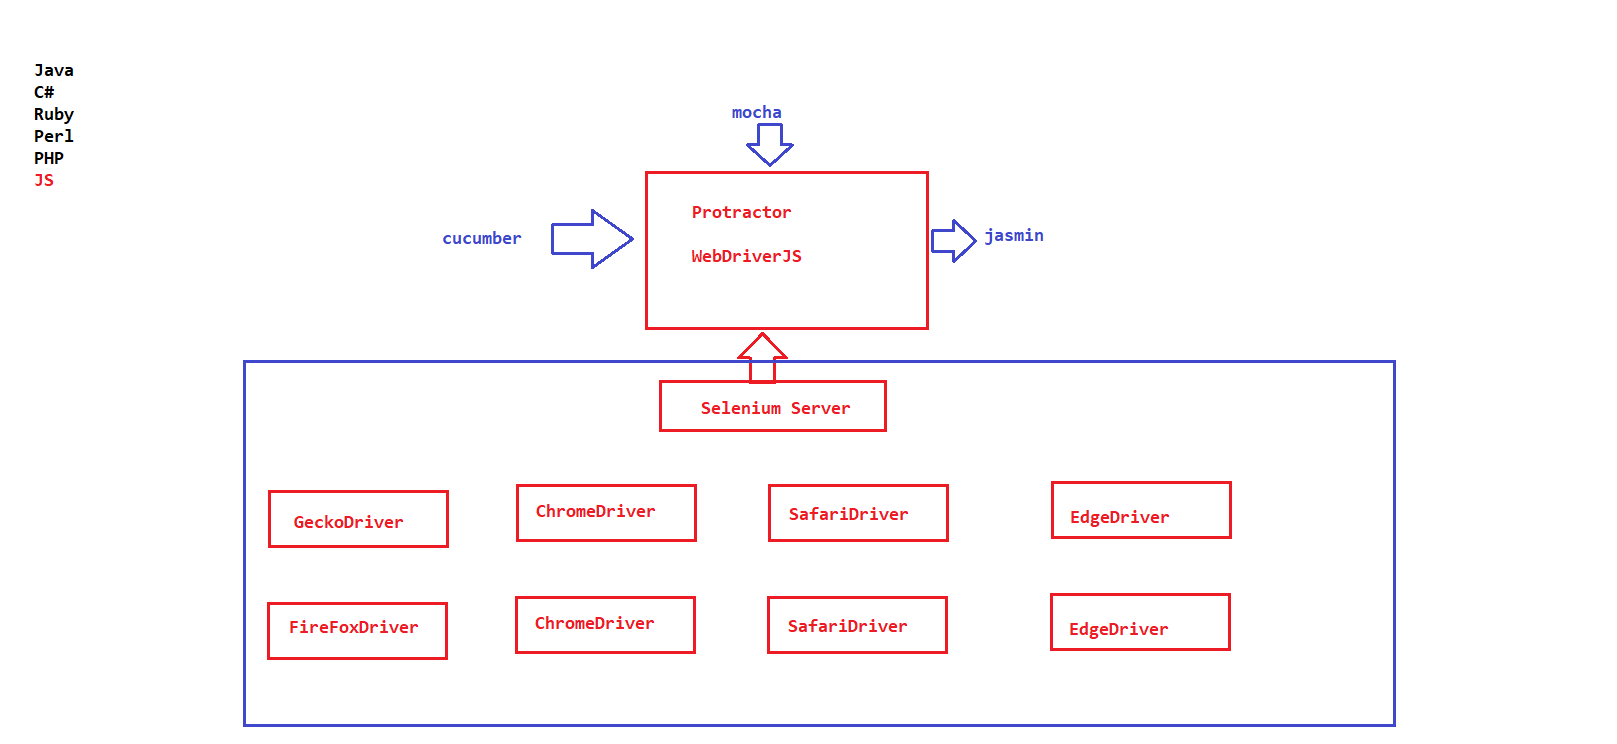 Java
C#
Ruby
Perl
PHP
JS
mocha
Protractor
cucumber
jasmin
WebDriverJS
Selenium Server
GeckoDriver
ChromeDriver
SafariDriver
EdgeDriver
FireFoxDriver
ChromeDriver
SafariDriver
EdgeDriver